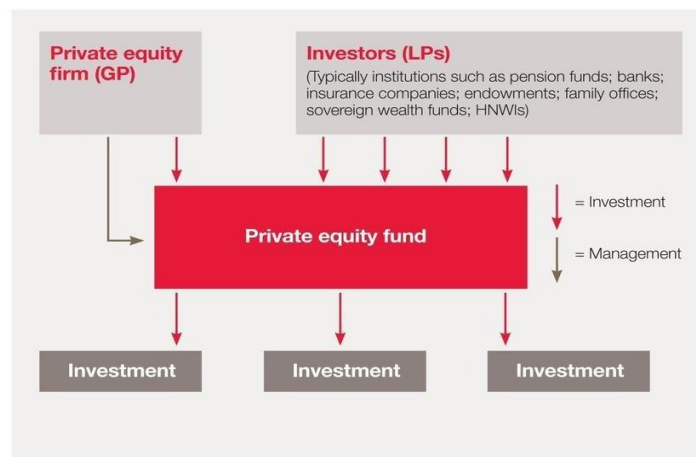 Private equity
firm (GP)
Investors (LPs)
(Typically institutions such as pension funds; banks;
insurance companies; endowments; family offices;
sovereign wealth funds; HNWIs)
Private equity fund
= Investment
= Management
Investment
Investment
Investment